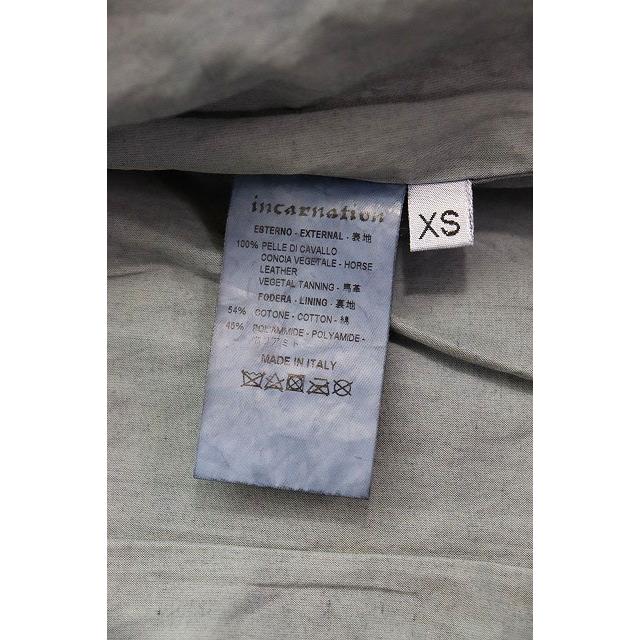 incarnation
XS
ESTERNO - EXTERNAL - 表地
100% PELLE DI CAVALLO
CONCIA VEGETALE - HORSE
LEATHER
VEGETAL TANNING - 馬革
FODERA - LINING - 裏地
54% COTONE - COTTON - 綿
POLIAMMIDE - POLYAMIDE -
MADE IN ITALY